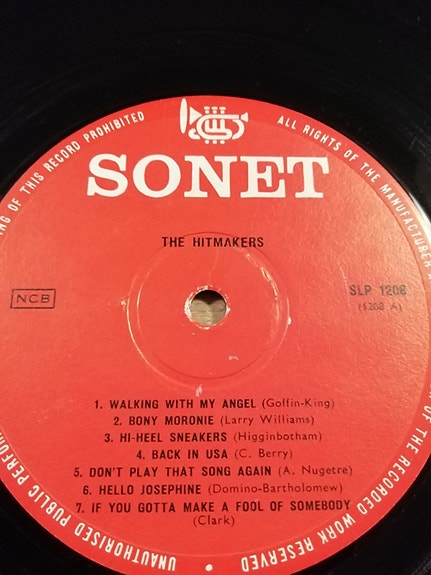 NG OF THIS RECORD PROHIBITED
ALL RIGHTS OF THE MANUFACTURER
SONET
THE HITMAKERS
NCB
SLP 1208
(1208 A)
1. WALKING WITH MY ANGEL (Goffin-King)
2. BONY MORONIE (Larry Williams)
3. HI-HEEL SNEAKERS (Higginbotham)
4. BACK IN USA (C. Berry)
5. DON'T PLAY THAT SONG AGAIN (A. Nugetre)
6. HELLO JOSEPHINE (Domino-Bartholomew)
7. IF YOU GOTTA MAKE A FOOL OF SOMEBODY
(Clark)
UNAUTHORISED PUBLIC PERFO
OF THE RECORDED WORK RESERVED